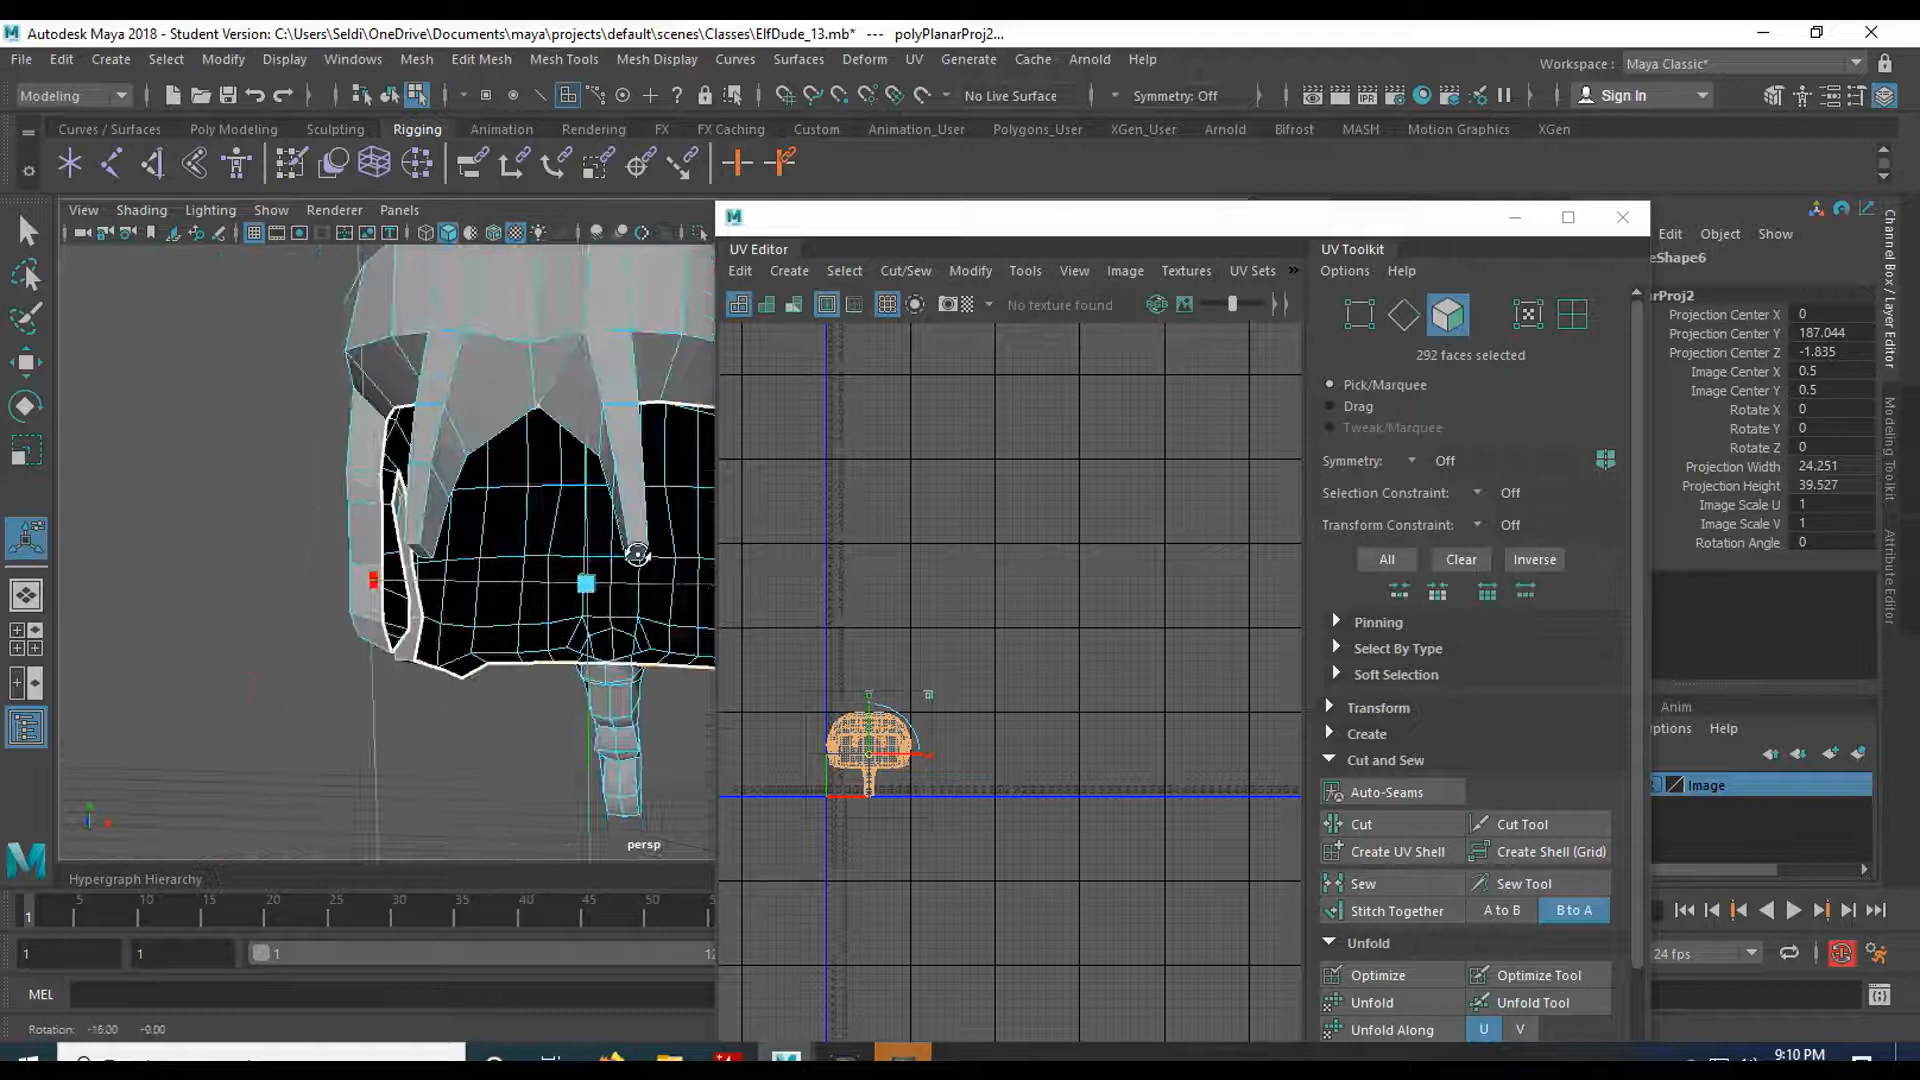 Autodesk Maya 2018 - Student Version: C:\Users\Seldi\OneDrive\Documents\maya\projects\default\scenes\Classes\ElfDude_13.mb* --- polyPlanarProj2...
File Edit Create Select Modify Display Windows Mesh Edit Mesh Mesh Tools Mesh Display Curves Surfaces Deform UV Generate Cache Arnold Help
Workspace : Maya Classic*
Modeling No Live Surface Symmetry: Off Sign In
Curves / Surfaces Poly Modeling Sculpting Rigging Animation Rendering FX FX Caching Custom Animation_User Polygons_User XGen_User Arnold Bifrost MASH Motion Graphics XGen
View Shading Lighting Show Renderer Panels
UV Editor
Edit Create Select Cut/Sew Modify Tools View Image Textures UV Sets »
No texture found
UV Toolkit
Options Help
292 faces selected
Pick/Marquee
Drag
Tweak/Marquee
Symmetry: Off
Selection Constraint: Off
Transform Constraint: Off
All Clear Inverse
Pinning
Select By Type
Soft Selection
Transform
Create
Cut and Sew
Auto-Seams
Cut Cut Tool
Create UV Shell Create Shell (Grid)
Sew Sew Tool
Stitch Together A to B B to A
Unfold
Optimize Optimize Tool
Unfold Unfold Tool
Unfold Along U V
Edit Object Show
eShape6
rProj2
Projection Center X 0
Projection Center Y 187.044
Projection Center Z -1.835
Image Center X 0.5
Image Center Y 0.5
Rotate X 0
Rotate Y 0
Rotate Z 0
Projection Width 24.251
Projection Height 39.527
Image Scale U 1
Image Scale V 1
Rotation Angle 0
Channel Box / Layer Editor
Modeling Toolkit
Attribute Editor
Anim
ptions Help
Image
persp
Hypergraph Hierarchy
1 5 10 15 20 25 30 35 40 45 50
1 1 1 12
24 fps
MEL
Rotation: -18.00 -9.00
9:10 PM